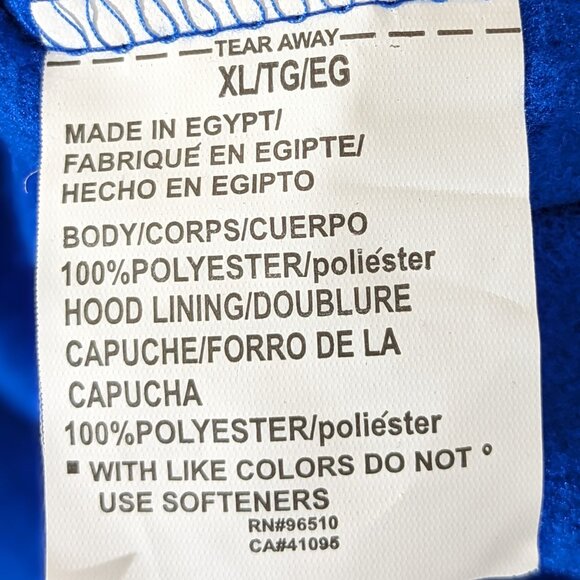 TEAR AWAY
XL/TG/EG
MADE IN EGYPT/
FABRIQUÉ EN EGIPTE/
HECHO EN EGIPTO
BODY/CORPS/CUERPO
100%POLYESTER/poliéster
HOOD LINING/DOUBLURE
CAPUCHE/FORRO DE LA
CAPUCHA
100%POLYESTER/poliéster
▪ WITH LIKE COLORS DO NOT °
USE SOFTENERS
RN#96510
CA#41095